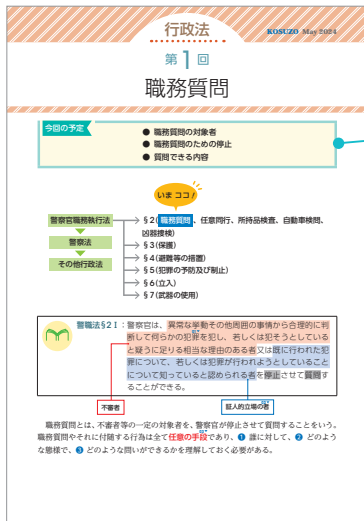 行政法
KOSUZO May 2024
第1回
職務質問
今回の予定
● 職務質問の対象者
● 職務質問のための停止
● 質問できる内容
いま ココ!
警察官職務執行法
警察法
その他行政法
§2(職務質問、任意同行、所持品検査、自動車検問、
凶器捜検)
§3(保護)
§4(避難等の措置)
§5(犯罪の予防及び制止)
§6(立入)
§7(武器の使用)
警職法§2Ⅰ:警察官は、異常な挙動その他周囲の事情から合理的に判
断して何らかの犯罪を犯し、若しくは犯そうとしている
と疑うに足りる相当な理由のある者又は既に行われた犯
罪について、若しくは犯罪が行われようとしていること
について知っていると認められる者を停止させて質問す
ることができる。
不審者
証人的立場の者
職務質問とは、不審者等の一定の対象者を、警察官が停止させて質問することをいう。
職務質問やそれに付随する行為は全て任意の手段であり、❶ 誰に対して、❷ どのよう
な態様で、❸ どのような問いができるかを理解しておく必要がある。